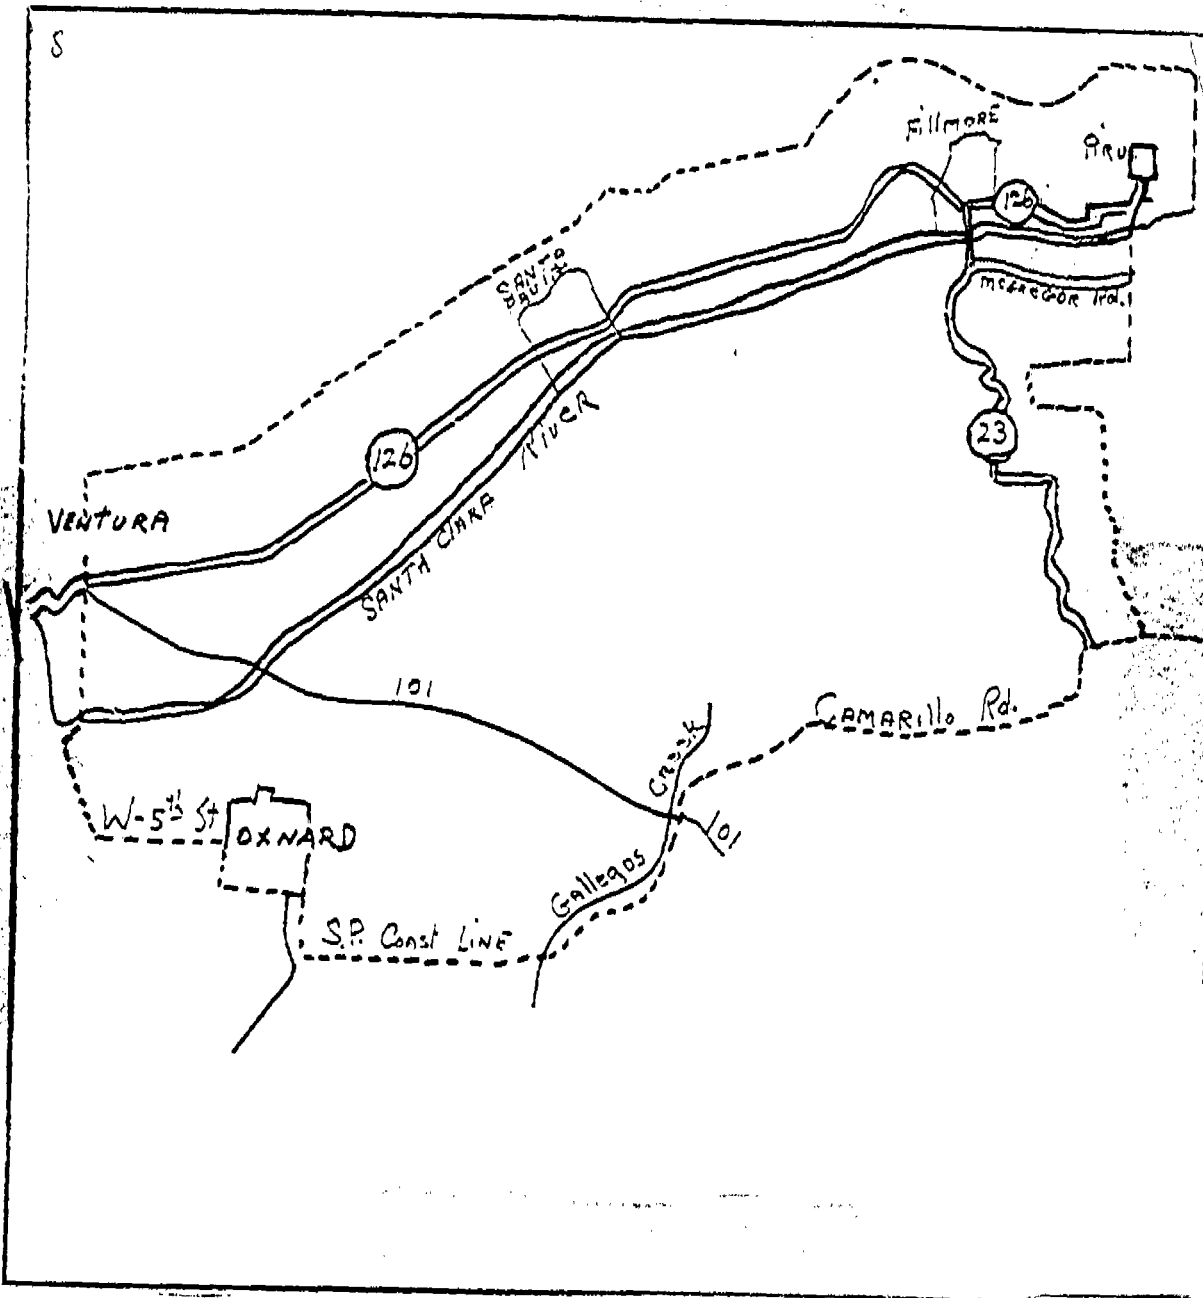 S
FillmoRE
126
McGREGOR Rd.
SANTA
PAULA
23
126
RIVER
VENTURA
SANTA CLARA
101
CAMARillo Rd.
Creek
101
W-5th St
OXNARD
Gallegos
S.P. Coast LiNE